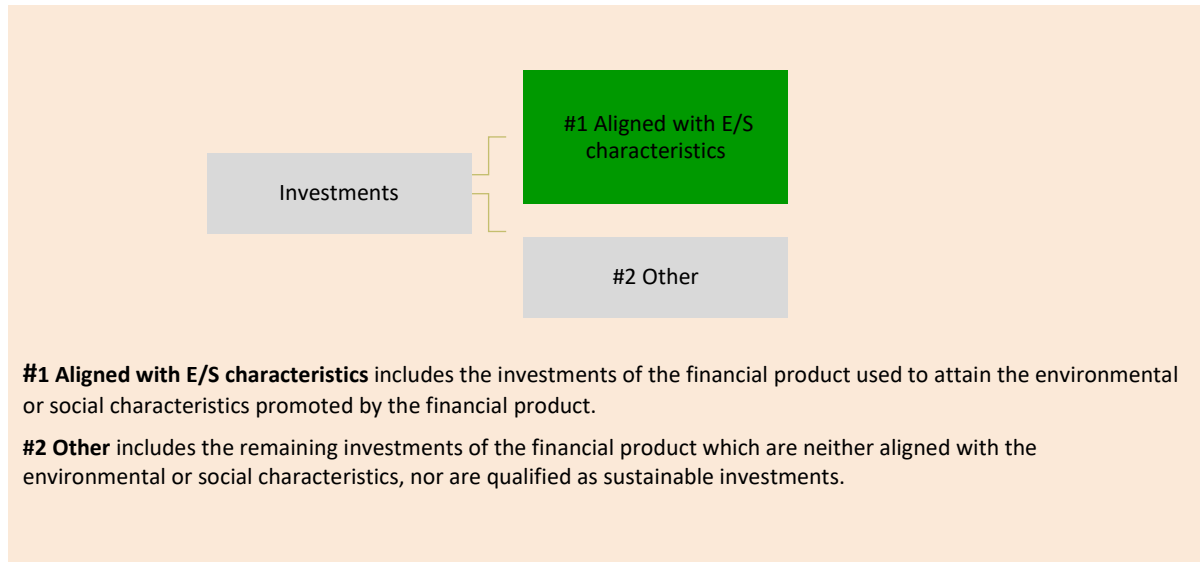 #1 Aligned with E/S
characteristics
Investments
#2 Other
#1 Aligned with E/S characteristics includes the investments of the financial product used to attain the environmental
or social characteristics promoted by the financial product.
#2 Other includes the remaining investments of the financial product which are neither aligned with the
environmental or social characteristics, nor are qualified as sustainable investments.